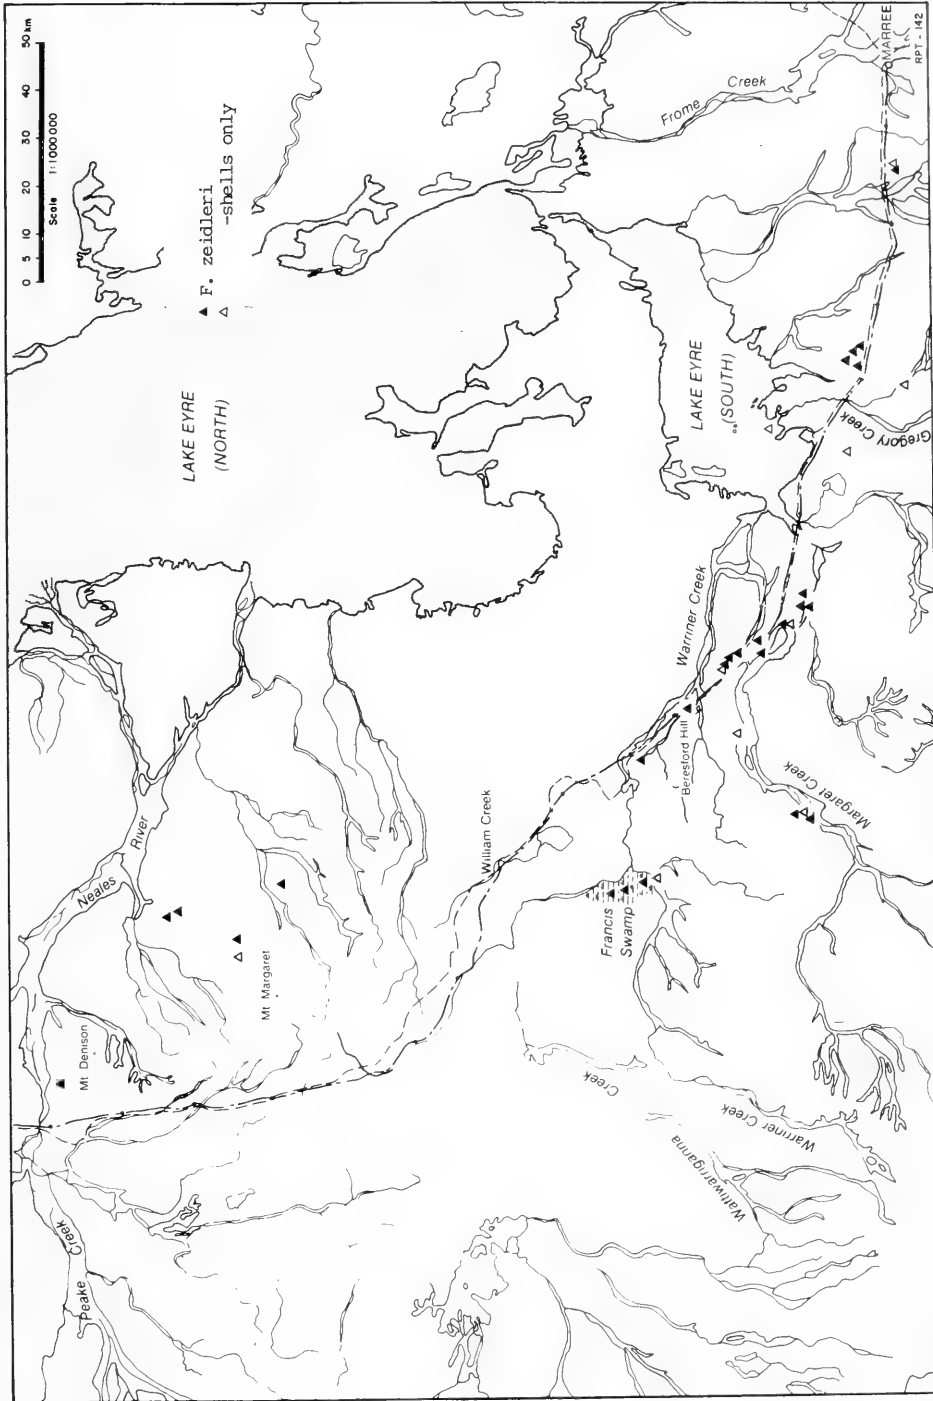 0 5 10 20 30 40 50 km
Scale 1:1000000
▲ F. zeidleri
△ -shells only
LAKE EYRE
(NORTH)
LAKE EYRE
(SOUTH)
Frome Creek
MARREE
RPT - 142
Gregory Creek
Warriner Creek
Beresford Hill
Margaret Creek
William Creek
Francis
Swamp
Neales River
Mt Margaret
Mt Denison
Peake Creek
Creek
Warriner Creek
Wattiwarriganna